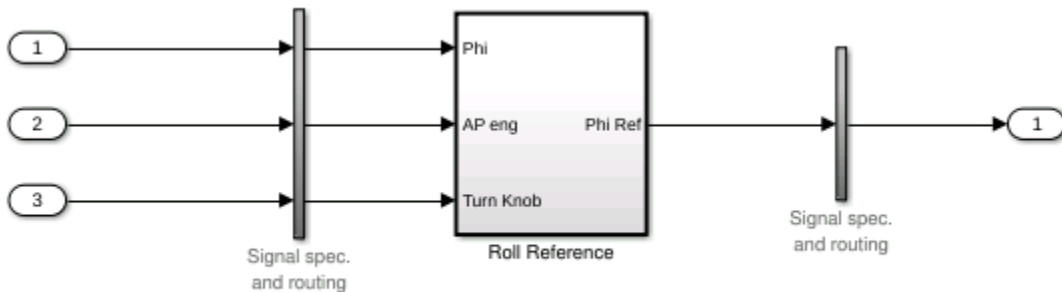 1
Phi
2
AP eng
Phi Ref
1
3
Turn Knob
Signal spec.
and routing
Roll Reference
Signal spec.
and routing